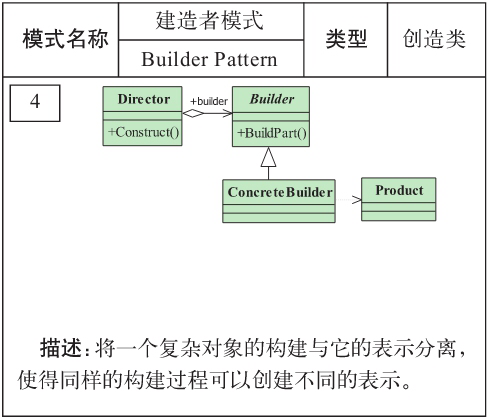 模式名称
建造者模式
Builder Pattern
类型
创造类
4
Director
+Construct()
+builder
Builder
+BuildPart()
ConcreteBuilder
Product
描述:将一个复杂对象的构建与它的表示分离,
使得同样的构建过程可以创建不同的表示。